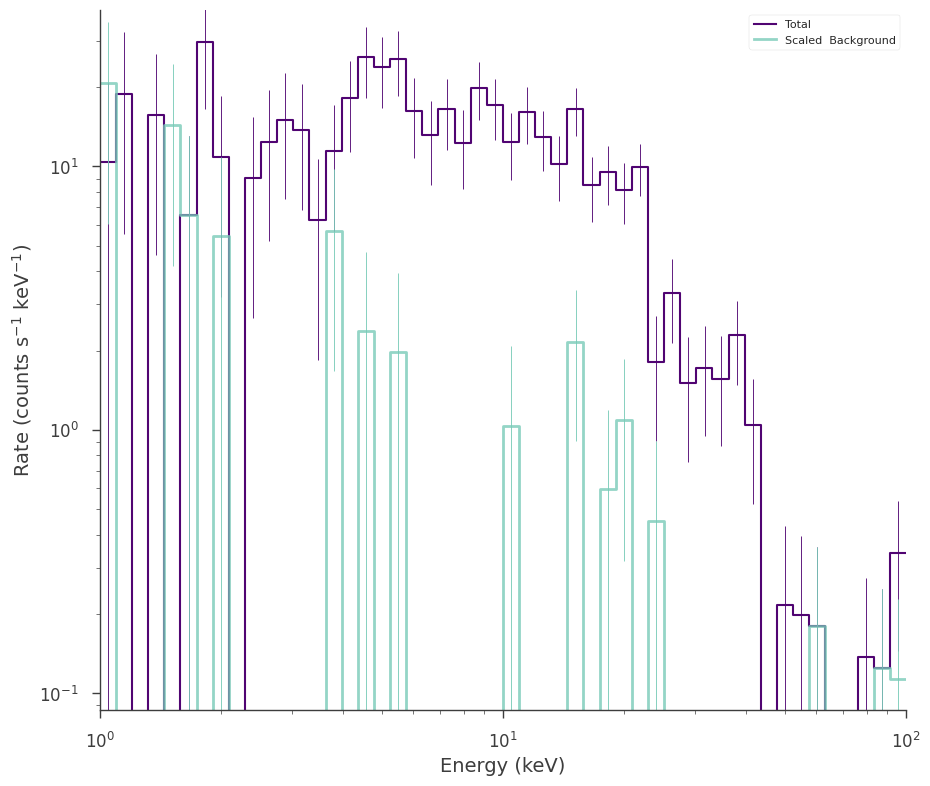 Total
Scaled  Background
10¹
10⁰
10⁻¹
Rate (counts s⁻¹ keV⁻¹)
10⁰
10¹
10²
Energy (keV)